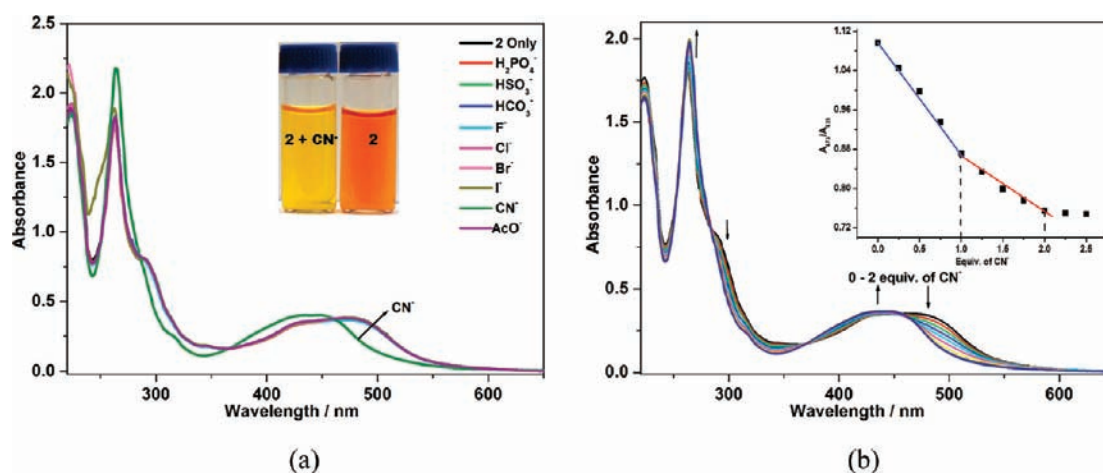 2.5
2.0
1.5
1.0
0.5
0.0
Absorbance
300
400
500
600
Wavelength / nm
2 + CN⁻
2
2 Only
H₂PO₄⁻
HSO₃⁻
HCO₃⁻
F⁻
Cl⁻
Br⁻
I⁻
CN⁻
AcO⁻
CN⁻
(a)
2.0
1.5
1.0
0.5
0.0
Absorbance
300
400
500
600
Wavelength / nm
1.12
1.04
0.96
0.88
0.80
0.72
0.0
0.5
1.0
1.5
2.0
2.5
Equiv. of CN⁻
0 - 2 equiv. of CN⁻
(b)